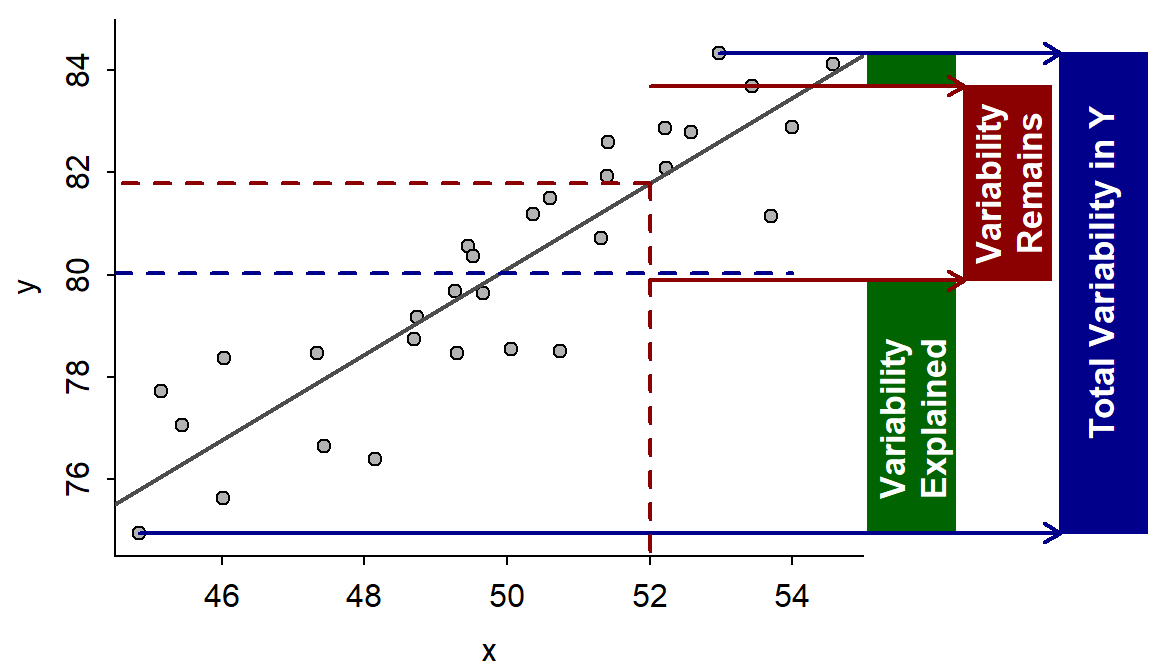 84
82
80
78
76
y
46 48 50 52 54
x
Variability
Explained
Variability
Remains
Total Variability in Y